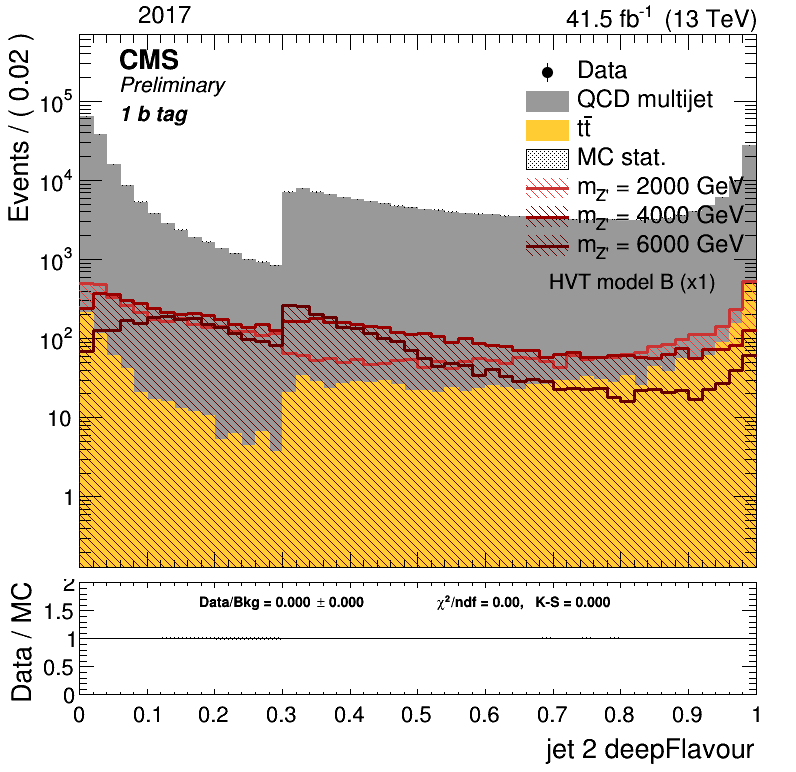 2017
41.5 fb⁻¹ (13 TeV)
CMS
Preliminary
1 b tag
Data
QCD multijet
tt̄
MC stat.
m_Z' = 2000 GeV
m_Z' = 4000 GeV
m_Z' = 6000 GeV
HVT model B (x1)
Events / ( 0.02 )
10⁵
10⁴
10³
10²
10
1
Data/Bkg = 0.000 ± 0.000
χ²/ndf = 0.00, K-S = 0.000
Data / MC
2
1.5
1
0.5
0
0 0.1 0.2 0.3 0.4 0.5 0.6 0.7 0.8 0.9 1
jet 2 deepFlavour